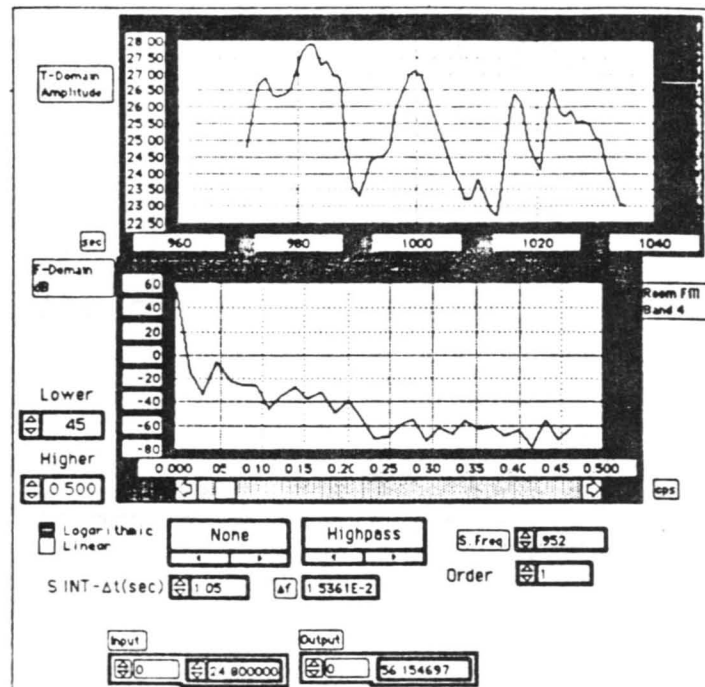 T-Domain
Amplitude
28 00
27 50
27 00
26 50
26 00
25 50
25 00
24 50
24 00
23 50
23 00
22 50
sec
960
980
1000
1020
1040
F-Domain
dB
60
40
20
0
-20
-40
-60
-80
Room FM
Band 4
0.000
05
0.10
0.15
0.20
0.25
0.30
0.35
0.40
0.45
0.500
cps
Lower
45
Higher
0.500
Logarithmic
Linear
None
Highpass
S. Freq
.952
Order
1
S INT-Δt(sec)
1.05
Δf
1 5361E-2
Input
0
24 800000
Output
0
56 154697